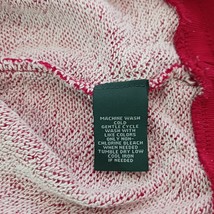 MACHINE WASH
COLD
GENTLE CYCLE
WASH WITH
LIKE COLORS
ONLY NON-
CHLORINE BLEACH
WHEN NEEDED
TUMBLE DRY LOW
COOL IRON
IF NEEDED